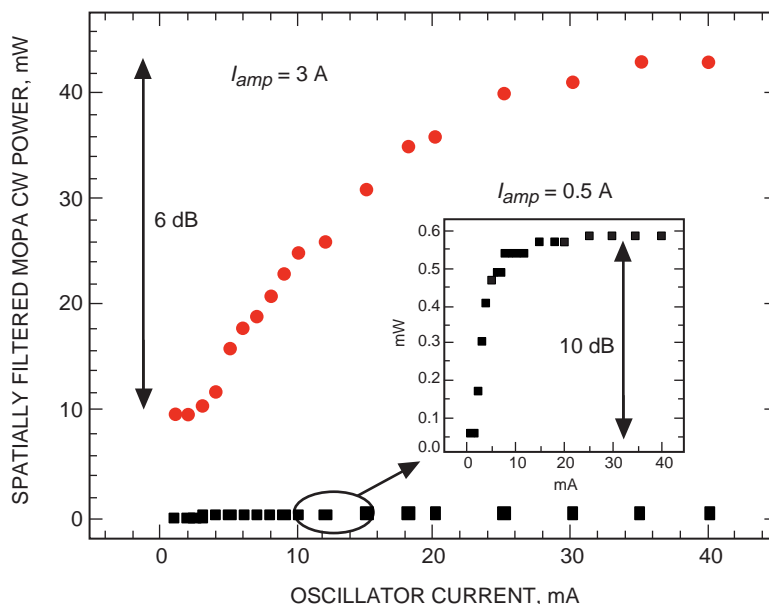 SPATIALLY FILTERED MOPA CW POWER, mW
40
30
20
10
0
I_amp = 3 A
6 dB
I_amp = 0.5 A
mW
0.6
0.5
0.4
0.3
0.2
0.1
0.0
10 dB
0 10 20 30 40
mA
0 10 20 30 40
OSCILLATOR CURRENT, mA